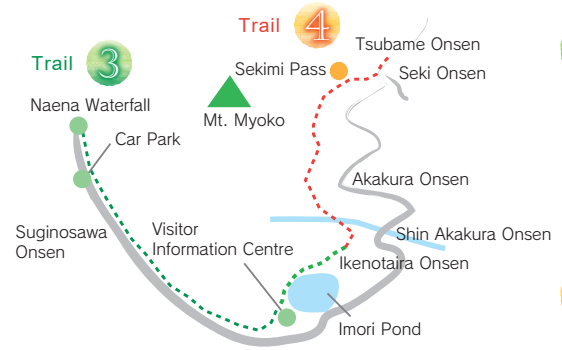 Trail 4
Tsubame Onsen
Trail 3
Sekimi Pass
Seki Onsen
Naena Waterfall
Mt. Myoko
Car Park
Akakura Onsen
Suginosawa
Onsen
Visitor
Information Centre
Shin Akakura Onsen
Ikenotaira Onsen
Imori Pond